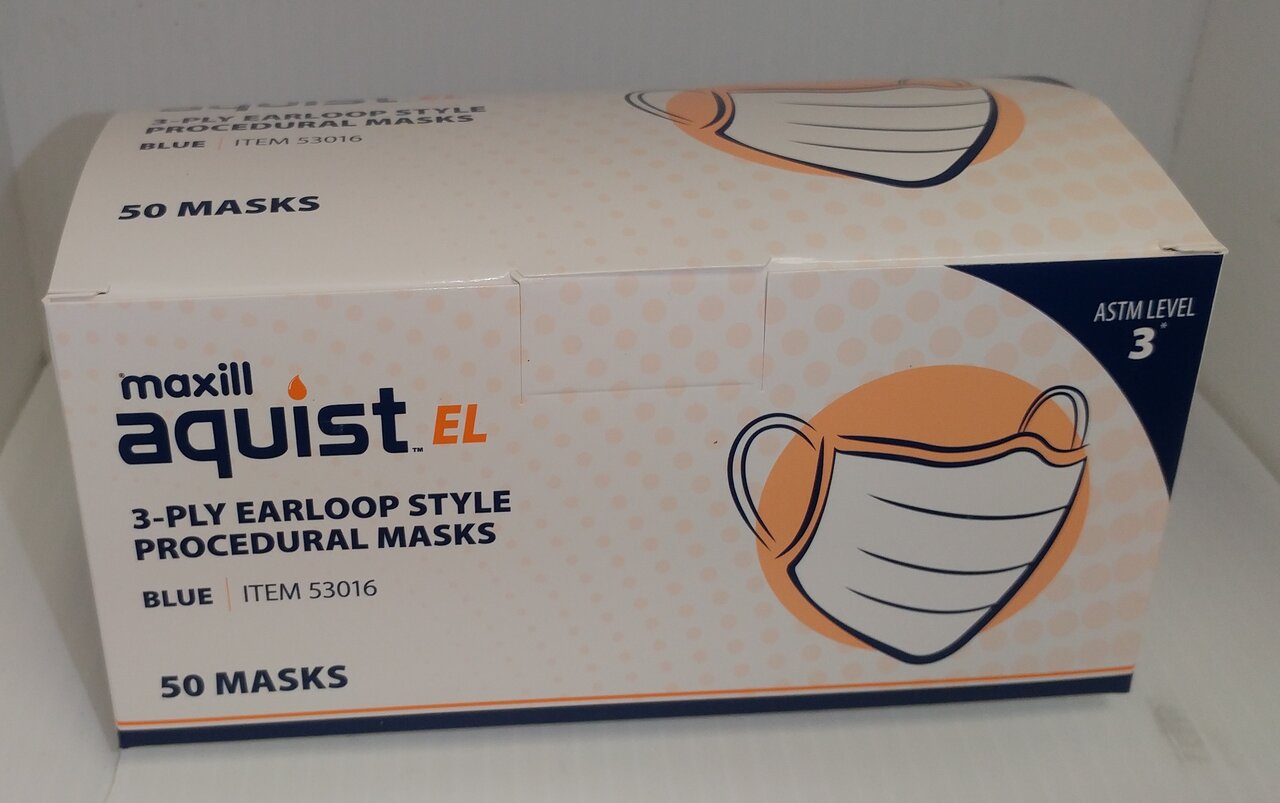 3-PLY EARLOOP STYLE
PROCEDURAL MASKS
BLUE | ITEM 53016
50 MASKS
ASTM LEVEL
3*
®maxill
aquist™ EL
3-PLY EARLOOP STYLE
PROCEDURAL MASKS
BLUE | ITEM 53016
50 MASKS